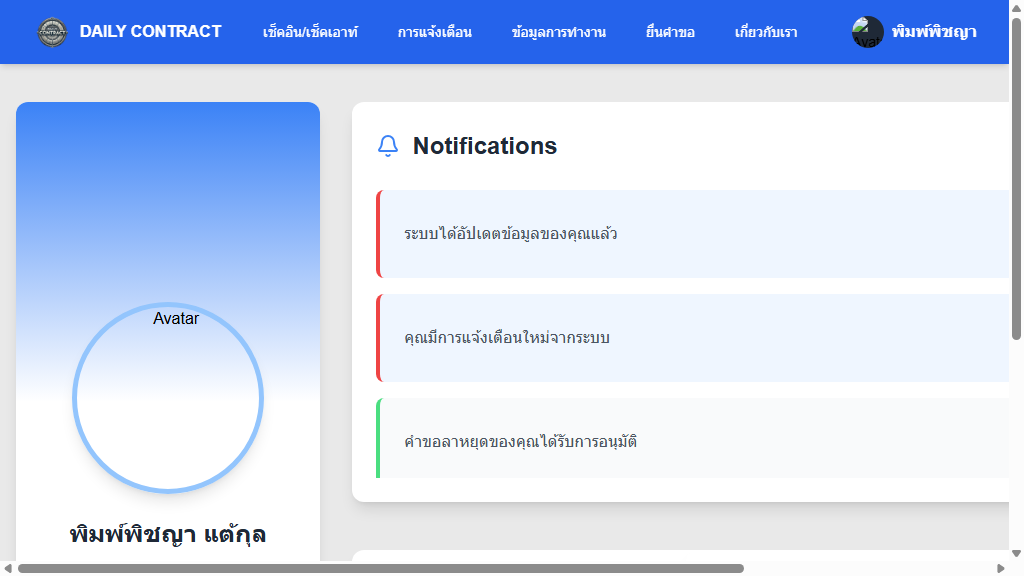 DAILY CONTRACT
เช็คอิน/เช็คเอาท์
การแจ้งเตือน
ข้อมูลการทำงาน
ยื่นคำขอ
เกี่ยวกับเรา
พิมพ์พิชญา
Avatar
พิมพ์พิชญา แต้กุล
Notifications
ระบบได้อัปเดตข้อมูลของคุณแล้ว
คุณมีการแจ้งเตือนใหม่จากระบบ
คำขอลาหยุดของคุณได้รับการอนุมัติ